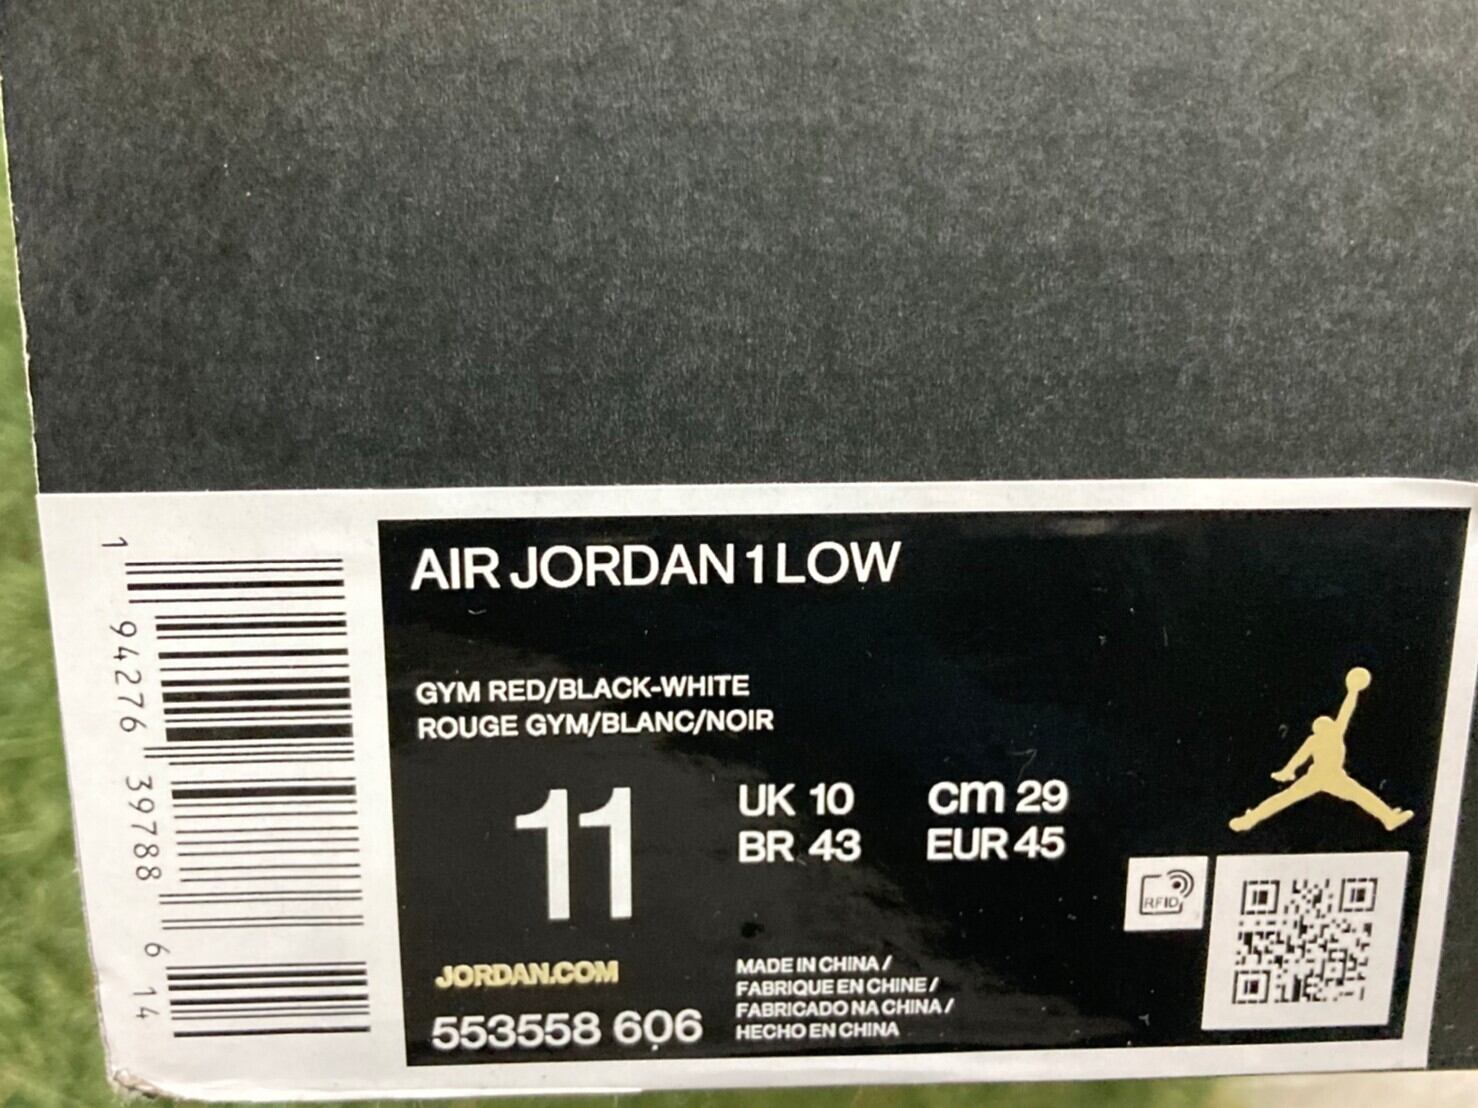 AIR JORDAN 1 LOW
GYM RED/BLACK-WHITE
ROUGE GYM/BLANC/NOIR
11
UK 10
BR 43
cm 29
EUR 45
RFID
JORDAN.COM
553558 606
MADE IN CHINA /
FABRIQUE EN CHINE /
FABRICADO NA CHINA /
HECHO EN CHINA
1 94276 39788 6 14